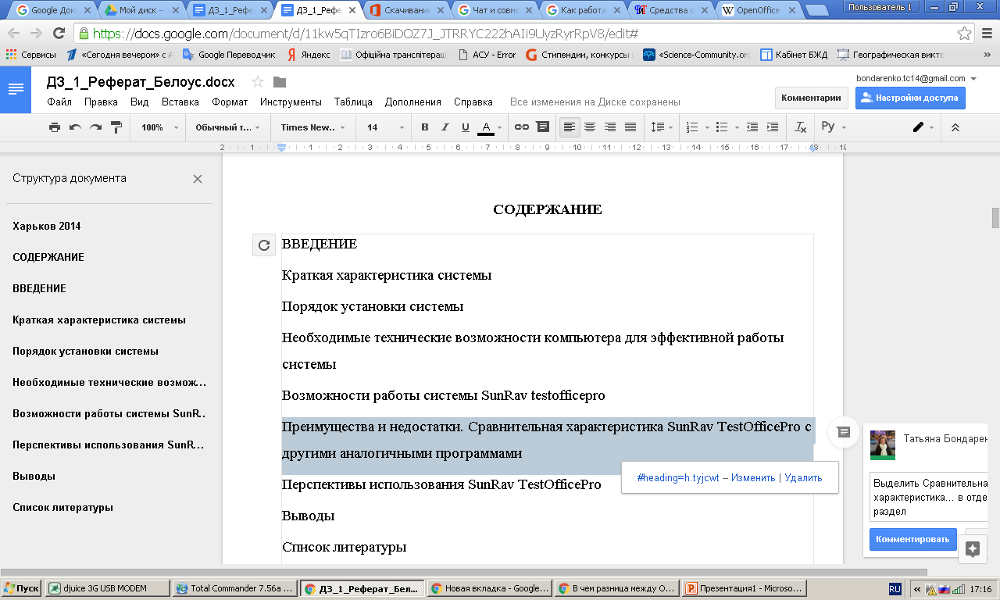 Google Док
Мой диск –
ДЗ_1_Рефе
ДЗ_1_Рефе
Скачивани
Чат и совме
Как работа
Средства с
OpenOffice
Пользователь 1
https://docs.google.com/document/d/11kw5qTIzro6BlDOZ7J_JTRRYC222hAIi9UyzRyrRpV8/edit#
Сервисы
«Сегодня вечером» с А
Google Переводчик
Яндекс
Офіційна транслітерац
АСУ - Error
Стипендии, конкурсы
«Science-Community.org
Кабінет БЖД
Географическая викто
»
ДЗ_1_Реферат_Белоус.docx
bondarenko.tc14@gmail.com
Файл Правка Вид Вставка Формат Инструменты Таблица Дополнения Справка Все изменения на Диске сохранены
Комментарии
Настройки доступа
100% Обычный т... Times New... 14 B I U A Ру
2 1 1 2 3 4 5 6 7 8 9 10 11 12 13 14 15 16 17 18 19
Структура документа
Харьков 2014
СОДЕРЖАНИЕ
ВВЕДЕНИЕ
Краткая характеристика системы
Порядок установки системы
Необходимые технические возмож...
Возможности работы системы SunR..
Перспективы использования SunR...
Выводы
Список литературы
СОДЕРЖАНИЕ
ВВЕДЕНИЕ
Краткая характеристика системы
Порядок установки системы
Необходимые технические возможности компьютера для эффективной работы
системы
Возможности работы системы SunRav testofficepro
Преимущества и недостатки. Сравнительная характеристика SunRav TestOfficePro с
другими аналогичными программами
#heading=h.tyjcwt – Изменить | Удалить
Перспективы использования SunRav TestOfficePro
Выводы
Список литературы
Татьяна Бондарен
Выделить Сравнительна
характеристика... в отде
раздел
Комментировать
Пуск
djuice 3G USB MODEM
Total Commander 7.56a ...
ДЗ_1_Реферат_Бел...
Новая вкладка - Google...
В чем разница между О...
Презентация1 - Microso...
RU
«
17:16